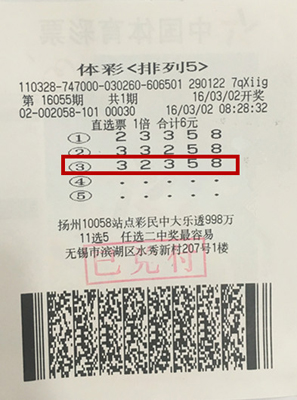 中国体育彩票
体彩<排列5>
110328-747000-030260-606501 290122 7qXiig
第 16055期 共1期 16/03/02开奖
02-002058-101 00030 16/03/02 08:28:32
直选票 1倍 合计6元
① 2 3 3 5 8
② 3 3 2 5 8
③ 3 2 3 5 8
④ · · · · ·
⑤ · · · · ·
扬州10058站点彩民中大乐透998万
11选5 任选二中奖最容易
无锡市滨湖区水秀新村207号1楼
已兑付